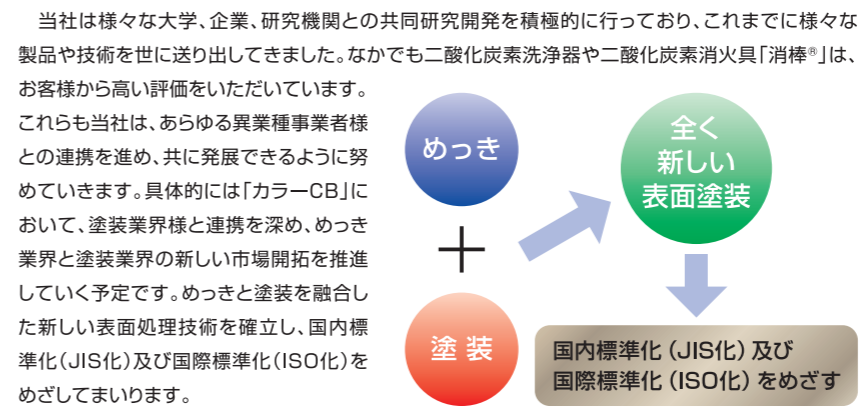 当社は様々な大学、企業、研究機関との共同研究開発を積極的に行っており、これまでに様々な
製品や技術を世に送り出してきました。なかでも二酸化炭素洗浄器や二酸化炭素消火具「消棒®」は、
お客様から高い評価をいただいています。
これらも当社は、あらゆる異業種事業者様
との連携を進め、共に発展できるように努
めていきます。具体的には「カラーCB」に
おいて、塗装業界様と連携を深め、めっき
業界と塗装業界の新しい市場開拓を推進
していく予定です。めっきと塗装を融合し
た新しい表面処理技術を確立し、国内標
準化(JIS化)及び国際標準化(ISO化)を
めざしてまいります。
めっき
＋
塗 装
全く
新しい
表面塗装
国内標準化（JIS化）及び
国際標準化（ISO化）をめざす